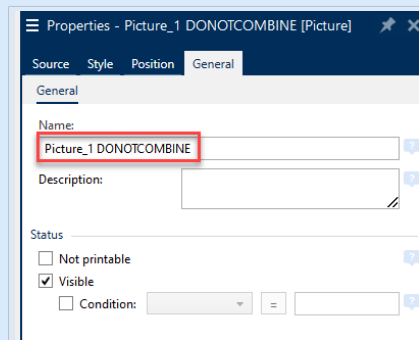 Properties - Picture_1 DONOTCOMBINE [Picture]
Source Style Position General
General
Name:
Picture_1 DONOTCOMBINE
?
Description:
?
Status
Not printable
?
Visible
Condition:
=
?